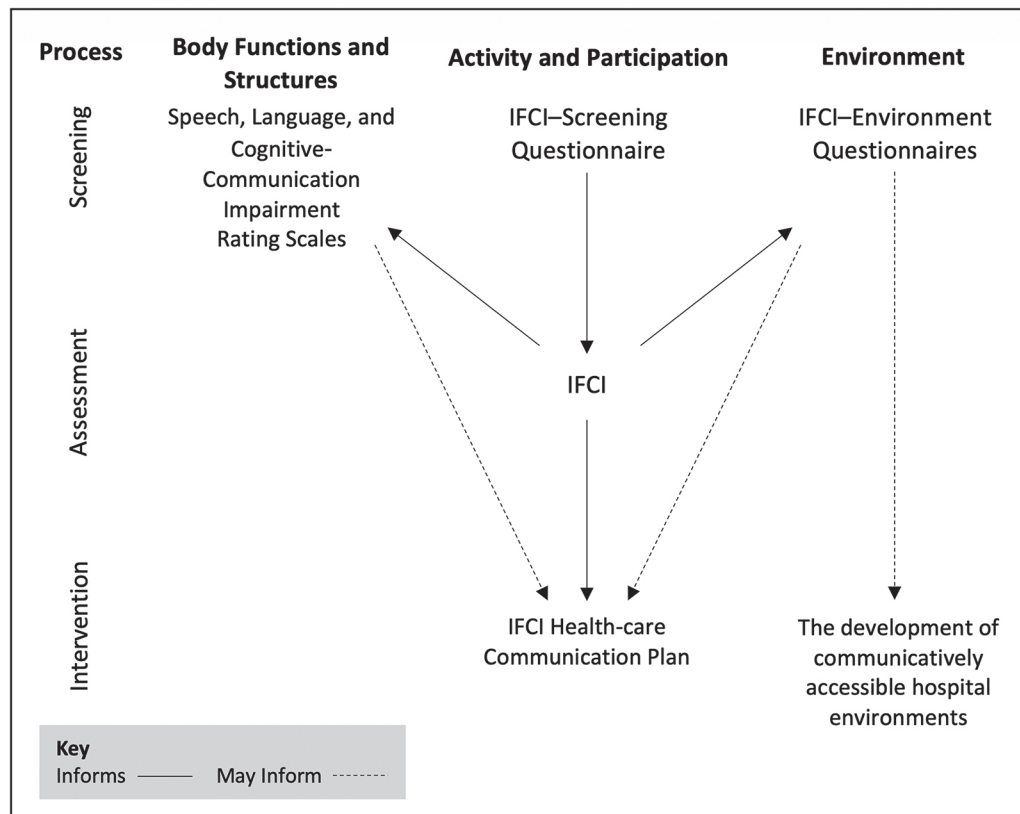 Process
Body Functions and
Structures
Activity and Participation
Environment
Screening
Speech, Language, and
Cognitive-
Communication
Impairment
Rating Scales
IFCI–Screening
Questionnaire
IFCI–Environment
Questionnaires
Assessment
IFCI
Intervention
IFCI Health-care
Communication Plan
The development of
communicatively
accessible hospital
environments
Key
Informs
May Inform